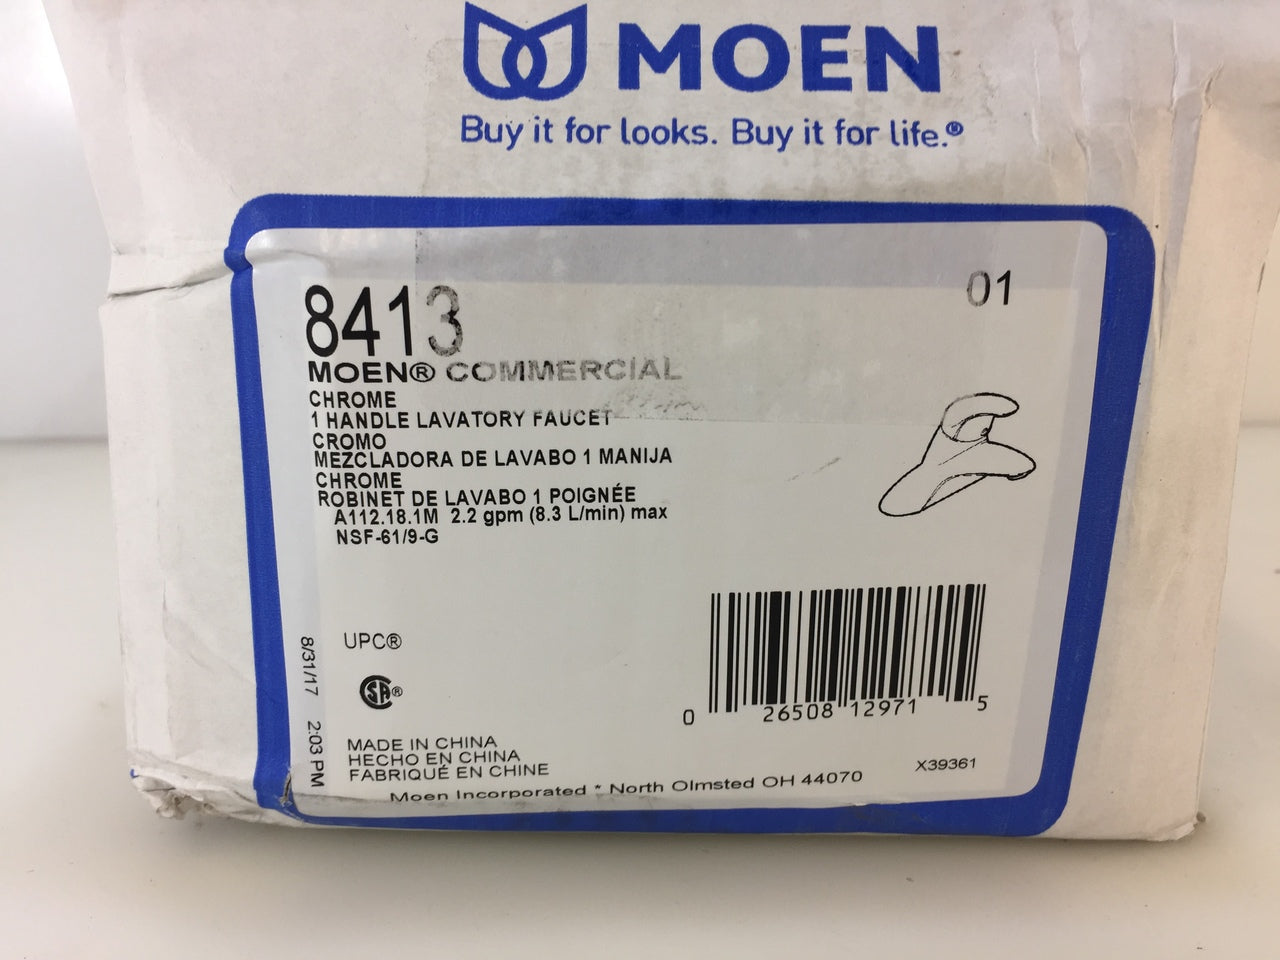 MOEN
Buy it for looks. Buy it for life.®
01
8413
MOEN® COMMERCIAL
CHROME
1 HANDLE LAVATORY FAUCET
CROMO
MEZCLADORA DE LAVABO 1 MANIJA
CHROME
ROBINET DE LAVABO 1 POIGNÉE
A112.18.1M 2.2 gpm (8.3 L/min) max
NSF-61/9-G
UPC®
SA®
8/31/17 2:03 PM
0 26508 12971 5
MADE IN CHINA
HECHO EN CHINA
FABRIQUÉ EN CHINE
X39361
Moen Incorporated * North Olmsted OH 44070